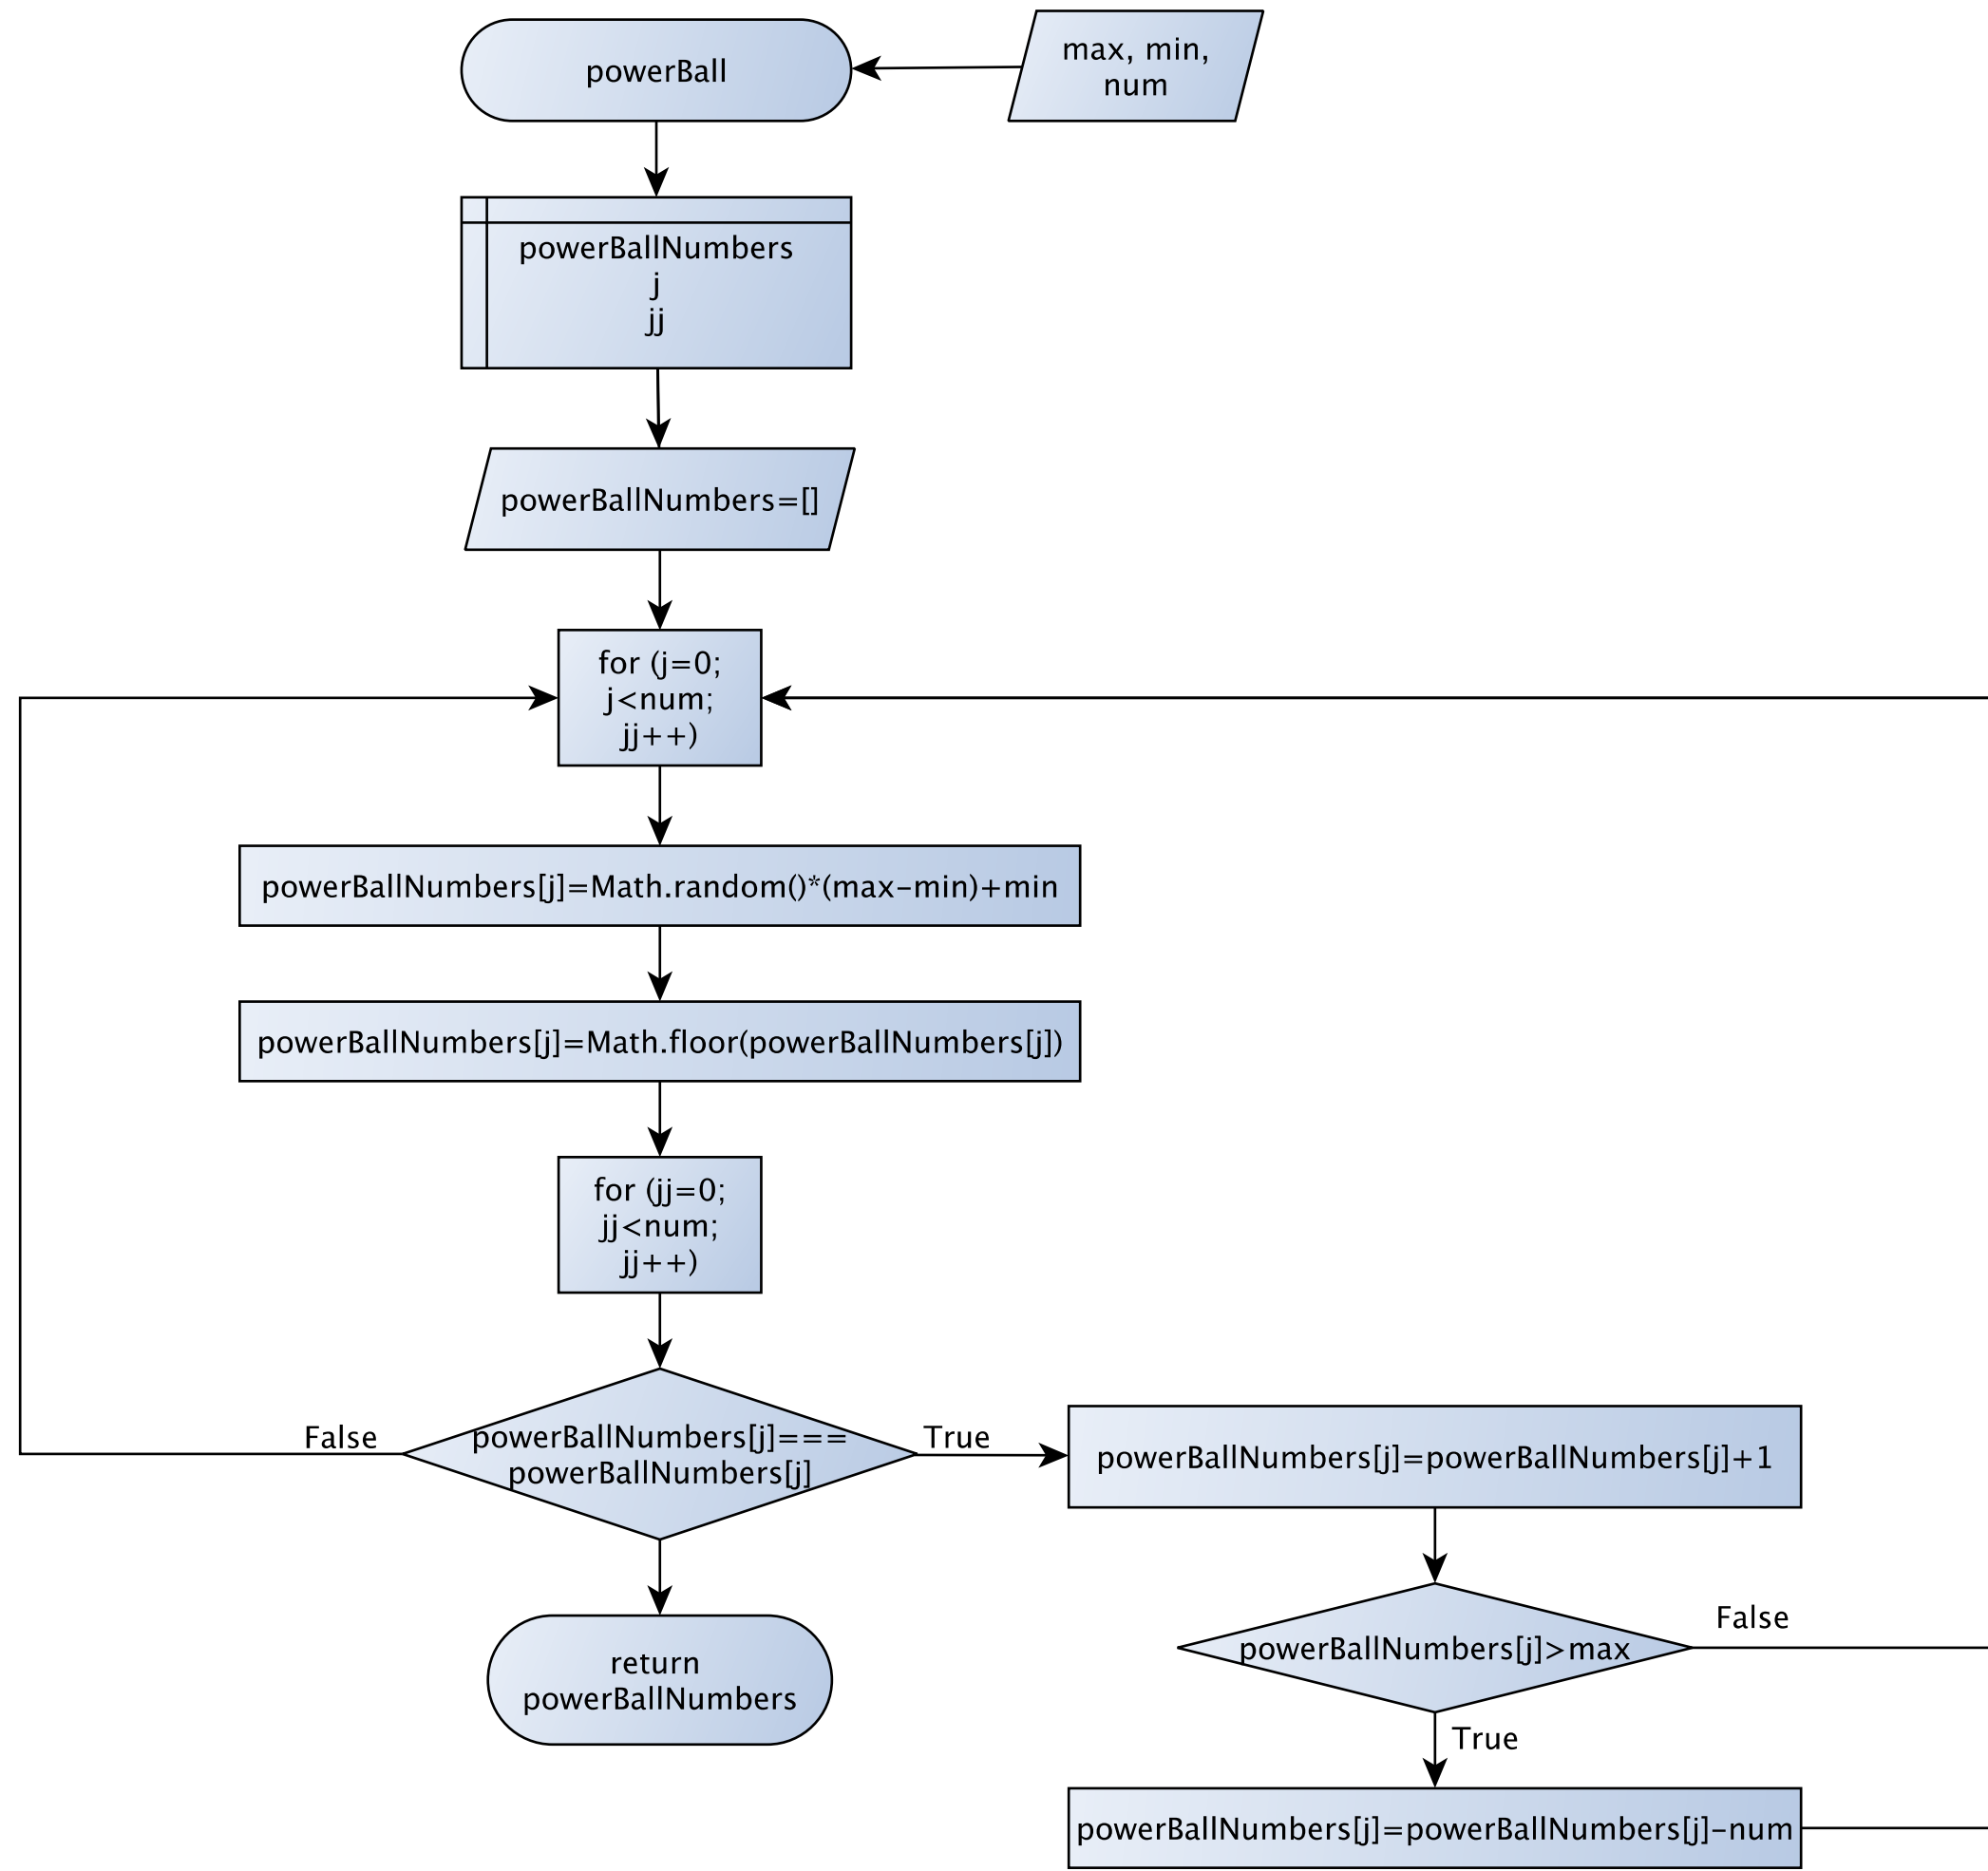 powerBall
max, min,
num
powerBallNumbers
j
jj
powerBallNumbers=[]
for (j=0;
j<num;
jj++)
powerBallNumbers[j]=Math.random()*(max-min)+min
powerBallNumbers[j]=Math.floor(powerBallNumbers[j])
for (jj=0;
jj<num;
jj++)
False
powerBallNumbers[j]===
powerBallNumbers[j]
True
powerBallNumbers[j]=powerBallNumbers[j]+1
powerBallNumbers[j]>max
False
True
powerBallNumbers[j]=powerBallNumbers[j]-num
return
powerBallNumbers